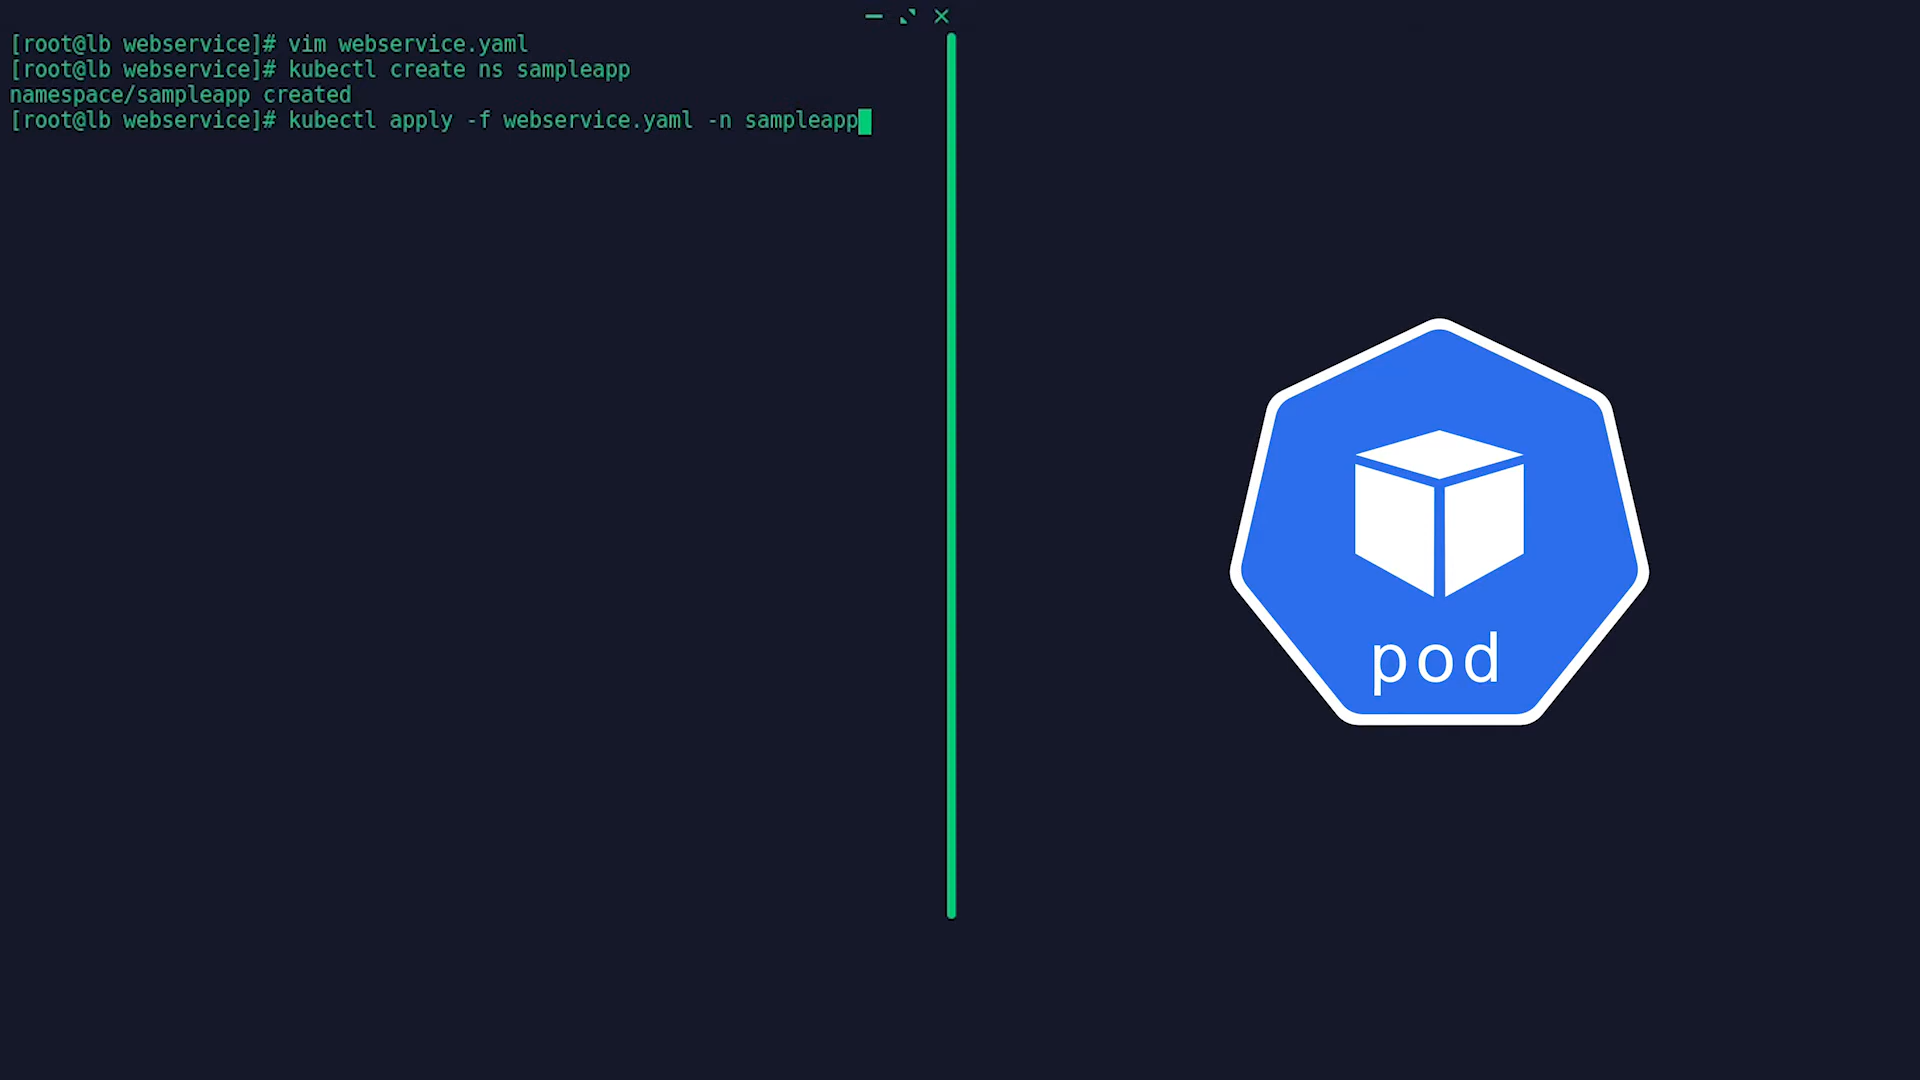 [root@lb webservice]# vim webservice.yaml
[root@lb webservice]# kubectl create ns sampleapp
namespace/sampleapp created
[root@lb webservice]# kubectl apply -f webservice.yaml -n sampleapp
pod